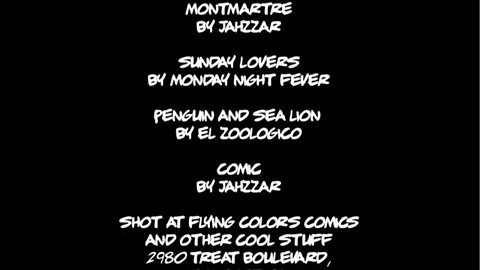 MONTMARTRE
BY JAHZZAR
SUNDAY LOVERS
BY MONDAY NIGHT FEVER
PENGUIN AND SEA LION
BY EL ZOOLOGICO
COMIC
BY JAHZZAR
SHOT AT FLYING COLORS COMICS
AND OTHER COOL STUFF
2980 TREAT BOULEVARD,